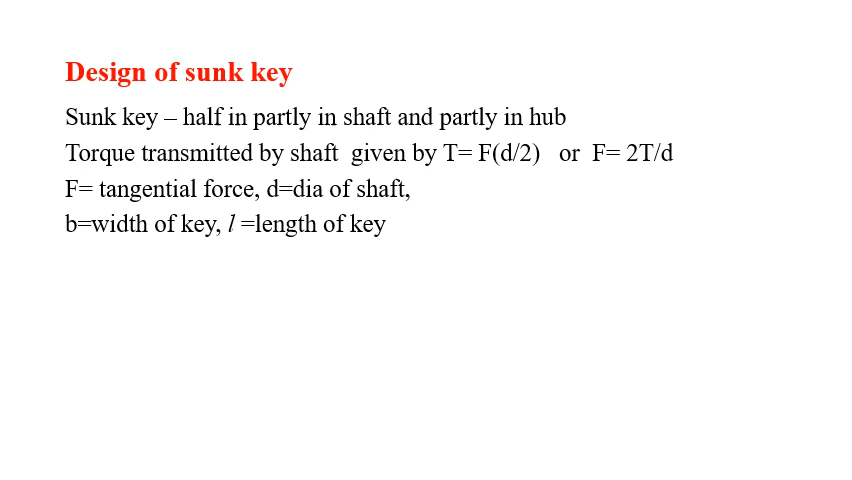 Design of sunk key
Sunk key – half in partly in shaft and partly in hub
Torque transmitted by shaft  given by T= F(d/2)   or  F= 2T/d
F= tangential force, d=dia of shaft,
b=width of key, l =length of key